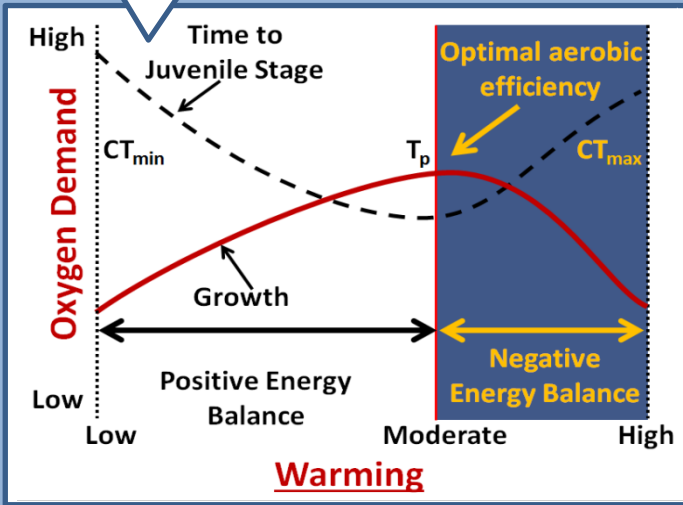 High
Time to
Juvenile Stage
Optimal aerobic
efficiency
Oxygen Demand
CTmin
Tp
CTmax
Growth
Positive Energy
Balance
Negative
Energy Balance
Low
Low
Moderate
High
Warming